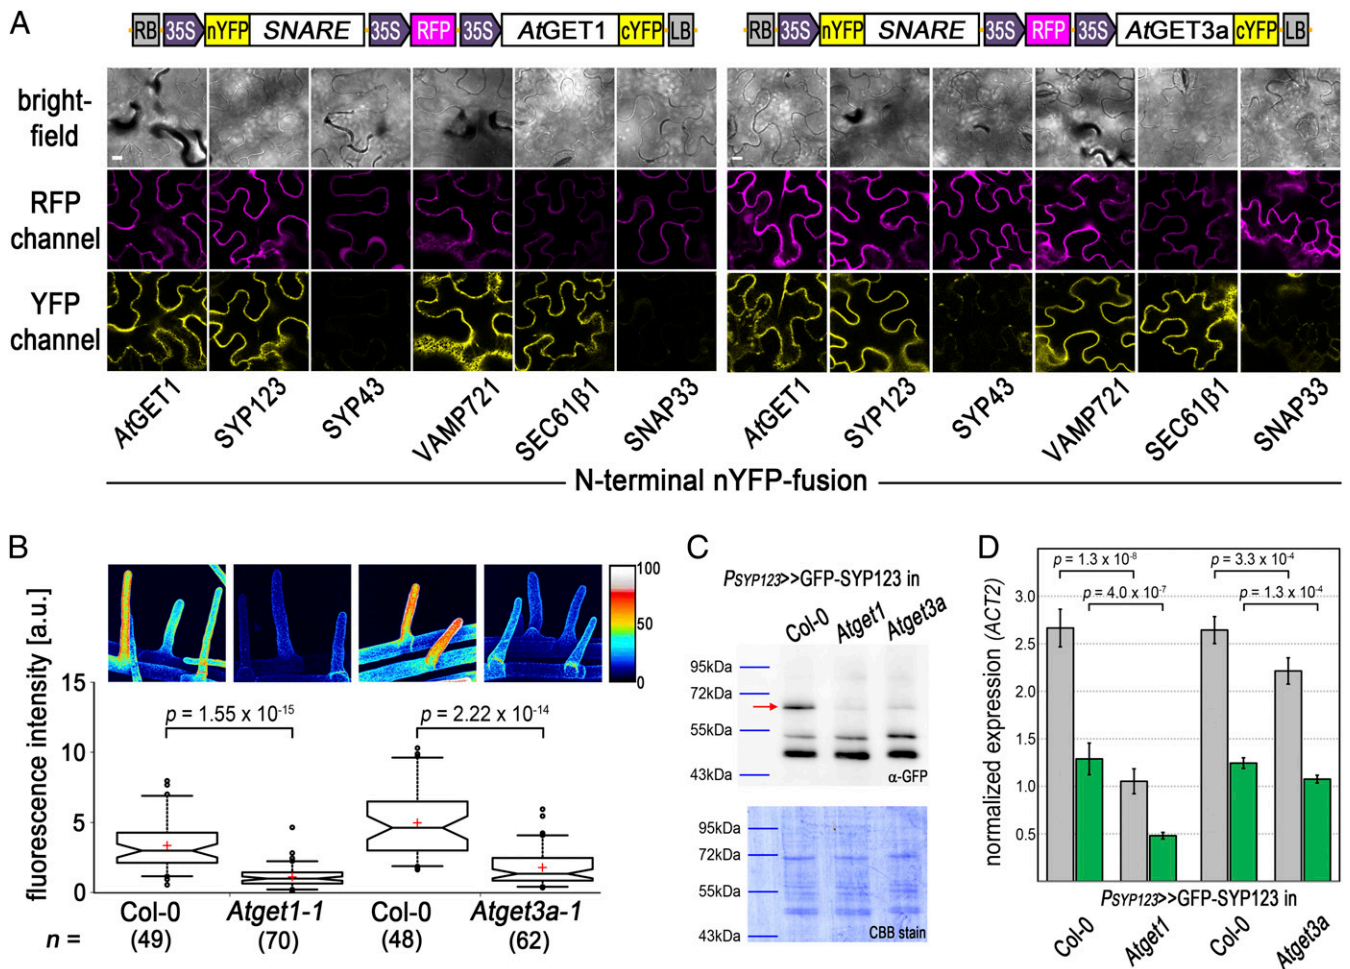 A
RB 35S nYFP SNARE 35S RFP 35S AtGET1 cYFP LB
RB 35S nYFP SNARE 35S RFP 35S AtGET3a cYFP LB
bright-
field
RFP
channel
YFP
channel
AtGET1 SYP123 SYP43 VAMP721 SEC61β1 SNAP33
AtGET1 SYP123 SYP43 VAMP721 SEC61β1 SNAP33
N-terminal nYFP-fusion
B
100
50
0
fluorescence intensity [a.u.]
15
10
5
0
p = 1.55 x 10-15
p = 2.22 x 10-14
Col-0 Atget1-1 Col-0 Atget3a-1
n = (49) (70) (48) (62)
C
PSYP123>>GFP-SYP123 in
Col-0 Atget1 Atget3a
95kDa
72kDa
55kDa
43kDa
α-GFP
95kDa
72kDa
55kDa
43kDa
CBB stain
D
normalized expression (ACT2)
3.0
2.5
2.0
1.5
1.0
0.5
p = 1.3 x 10-8
p = 4.0 x 10-7
p = 3.3 x 10-4
p = 1.3 x 10-4
PSYP123>>GFP-SYP123 in
Col-0 Atget1 Col-0 Atget3a